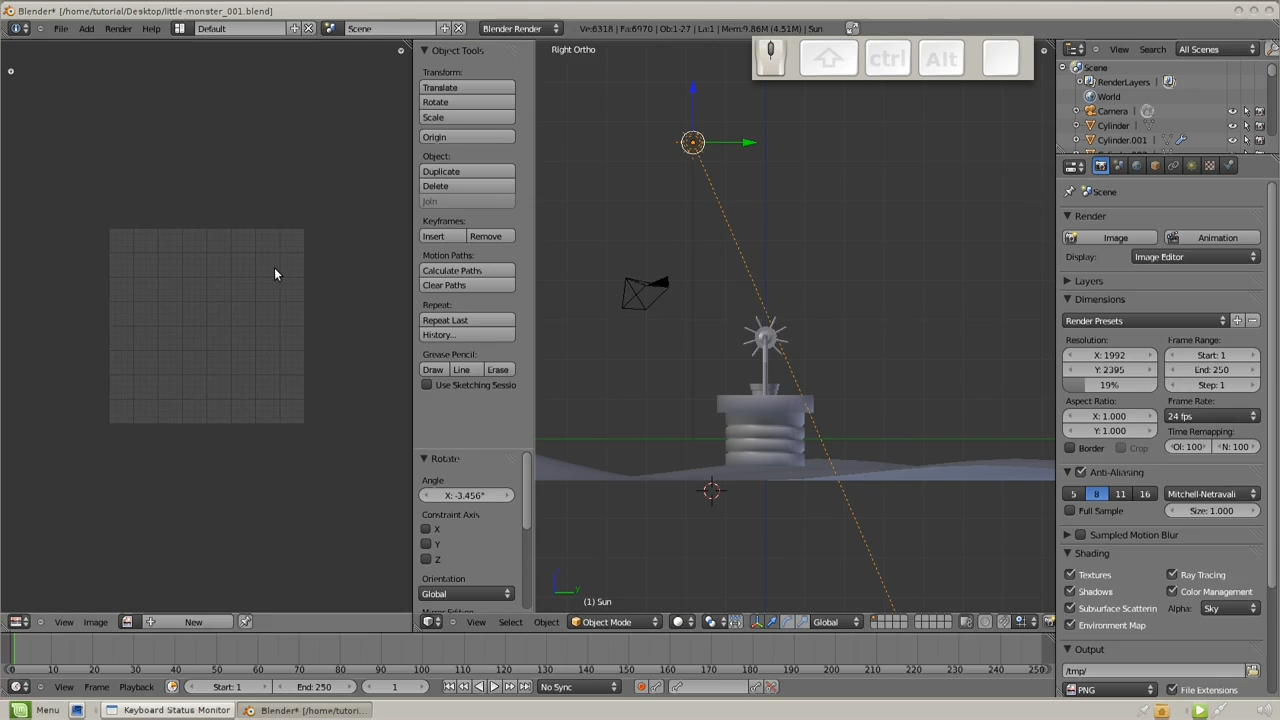 Blender* [/home/tutorial/Desktop/little-monster_001.blend]
File Add Render Help Default Scene Blender Render Ve:6318 | Fa:6970 | Ob:1-27 | La:1 | Mem:9.86M (4.51M) | Sun
Object Tools
Transform:
Translate
Rotate
Scale
Origin
Object:
Duplicate
Delete
Join
Keyframes:
Insert Remove
Motion Paths:
Calculate Paths
Clear Paths
Repeat:
Repeat Last
History...
Grease Pencil:
Draw Line Erase
Use Sketching Sessio
Rotate
Angle
X: -3.456°
Constraint Axis
X
Y
Z
Orientation
Global
Right Ortho
ctrl Alt
(1) Sun
View Search All Scenes
Scene
RenderLayers
World
Camera
Cylinder
Cylinder.001
Scene
Render
Image Animation
Display: Image Editor
Layers
Dimensions
Render Presets
Resolution: Frame Range:
X: 1992 Start: 1
Y: 2395 End: 250
19% Step: 1
Aspect Ratio: Frame Rate:
X: 1.000 24 fps
Y: 1.000 Time Remapping:
Border Crop Ol: 100 N: 100
Anti-Aliasing
5 8 11 16 Mitchell-Netravali
Full Sample Size: 1.000
Sampled Motion Blur
Shading
Textures Ray Tracing
Shadows Color Management
Subsurface Scatterin Alpha: Sky
Environment Map
Output
/tmp/
PNG File Extensions
View Image New
View Select Object Object Mode Global
0 10 20 30 40 50 60 70 80 90 100 110 120 130 140 150 160 170 180 190 200 210 220 230 240 250
View Frame Playback Start: 1 End: 250 1 No Sync
Menu Keyboard Status Monitor Blender* [/home/tutori...